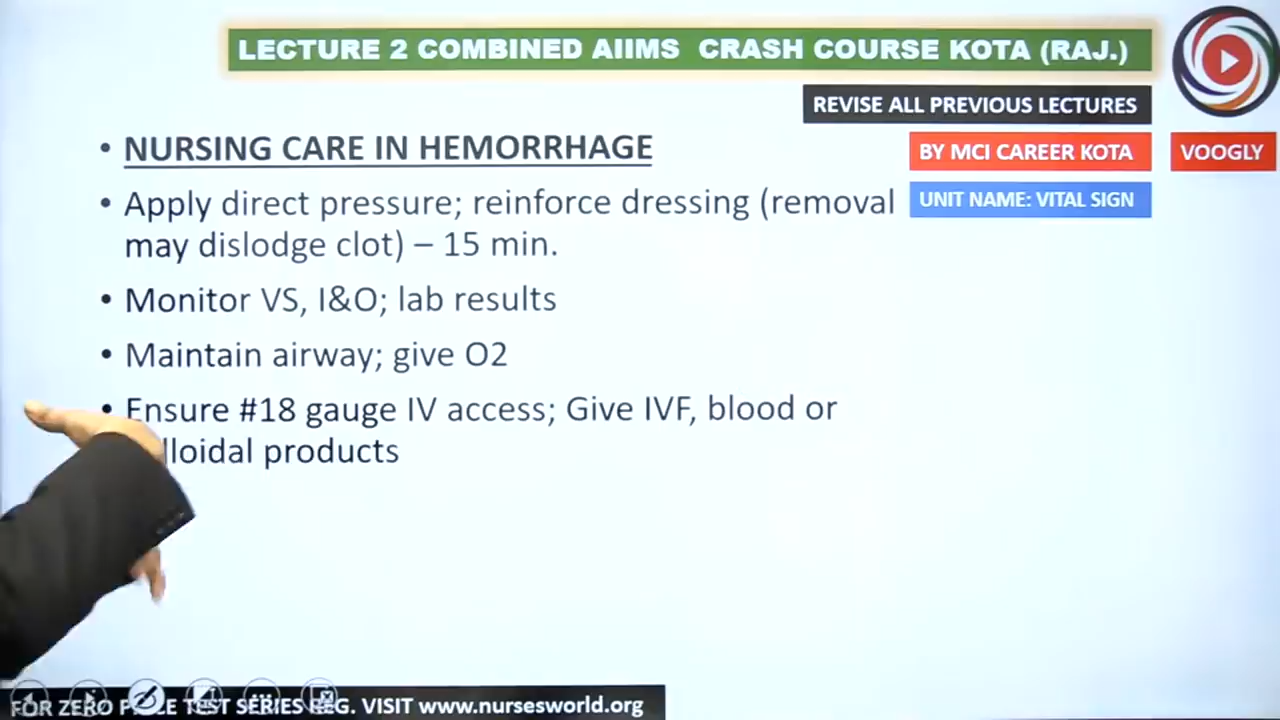 LECTURE 2 COMBINED AIIMS CRASH COURSE KOTA (RAJ.)
REVISE ALL PREVIOUS LECTURES
BY MCI CAREER KOTA
VOOGLY
UNIT NAME: VITAL SIGN
• NURSING CARE IN HEMORRHAGE
• Apply direct pressure; reinforce dressing (removal
may dislodge clot) – 15 min.
• Monitor VS, I&O; lab results
• Maintain airway; give O2
• Ensure #18 gauge IV access; Give IVF, blood or
lloidal products
FOR ZERO TEST SERIES REG. VISIT www.nursesworld.org